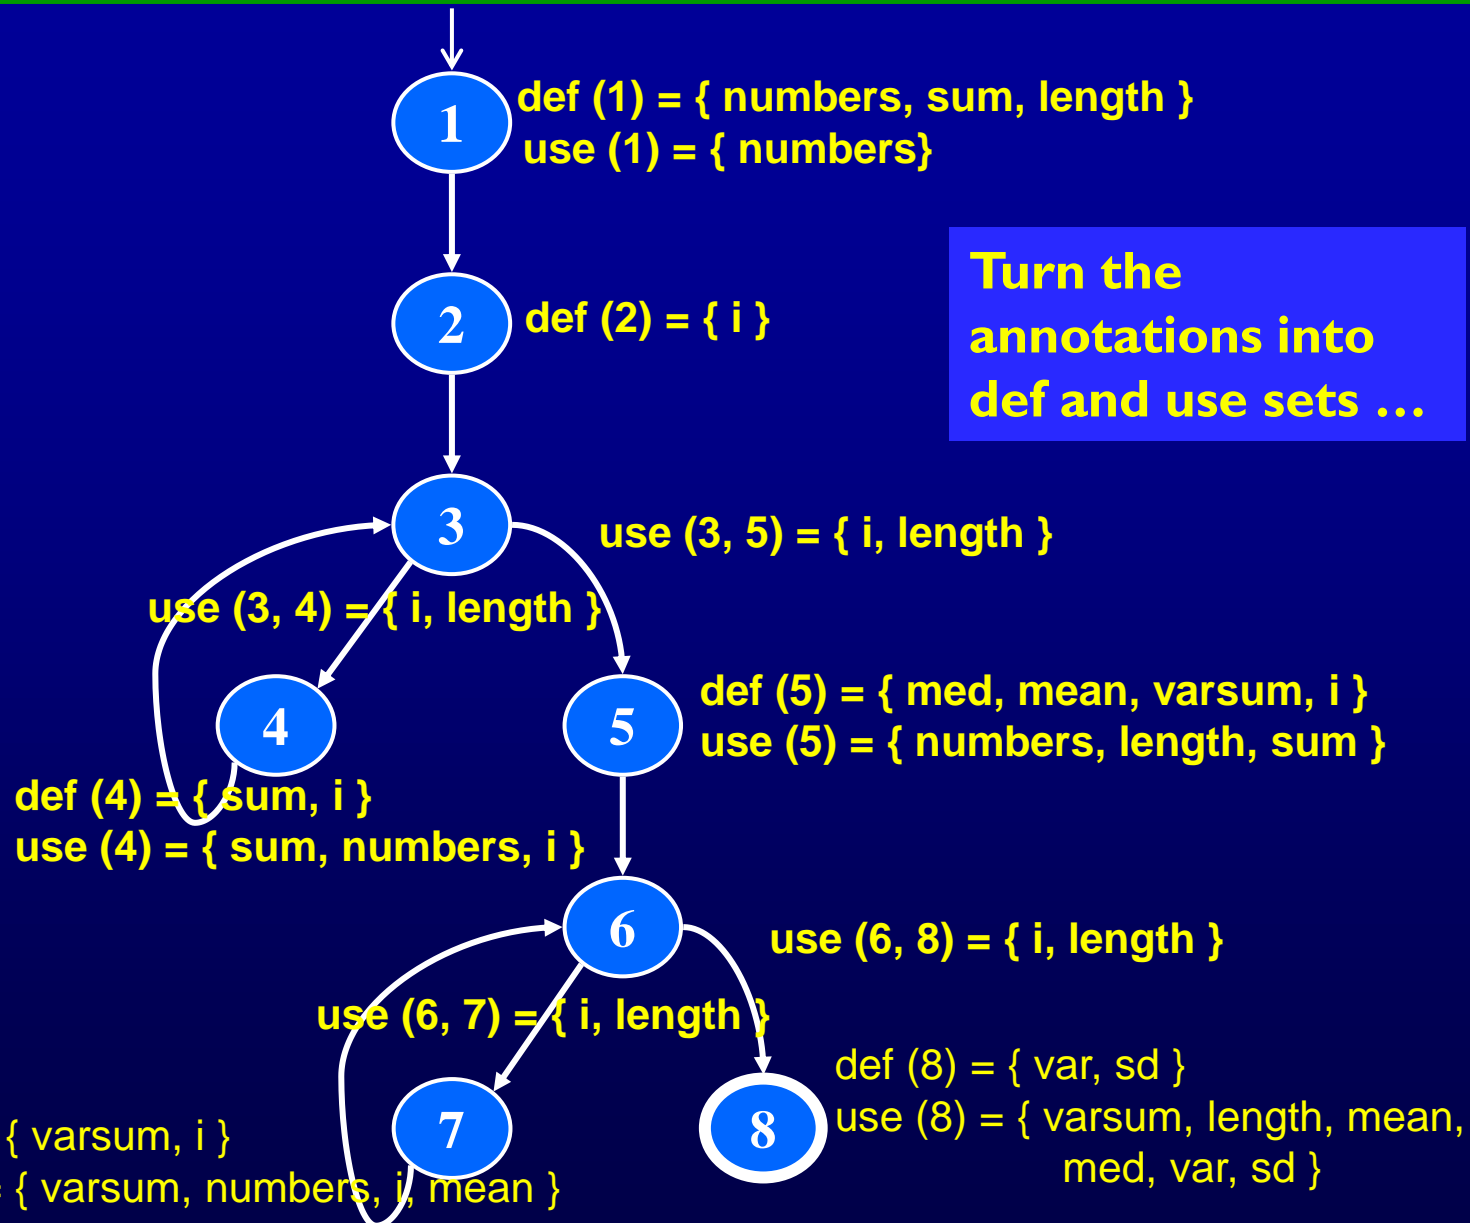 1
def (1) = { numbers, sum, length }
use (1) = { numbers}
Turn the
annotations into
def and use sets …
2
def (2) = { i }
3
use (3, 5) = { i, length }
use (3, 4) = { i, length }
4
5
def (5) = { med, mean, varsum, i }
use (5) = { numbers, length, sum }
def (4) = { sum, i }
use (4) = { sum, numbers, i }
6
use (6, 8) = { i, length }
use (6, 7) = { i, length }
7
8
def (8) = { var, sd }
use (8) = { varsum, length, mean,
med, var, sd }
{ varsum, i }
= { varsum, numbers, i, mean }